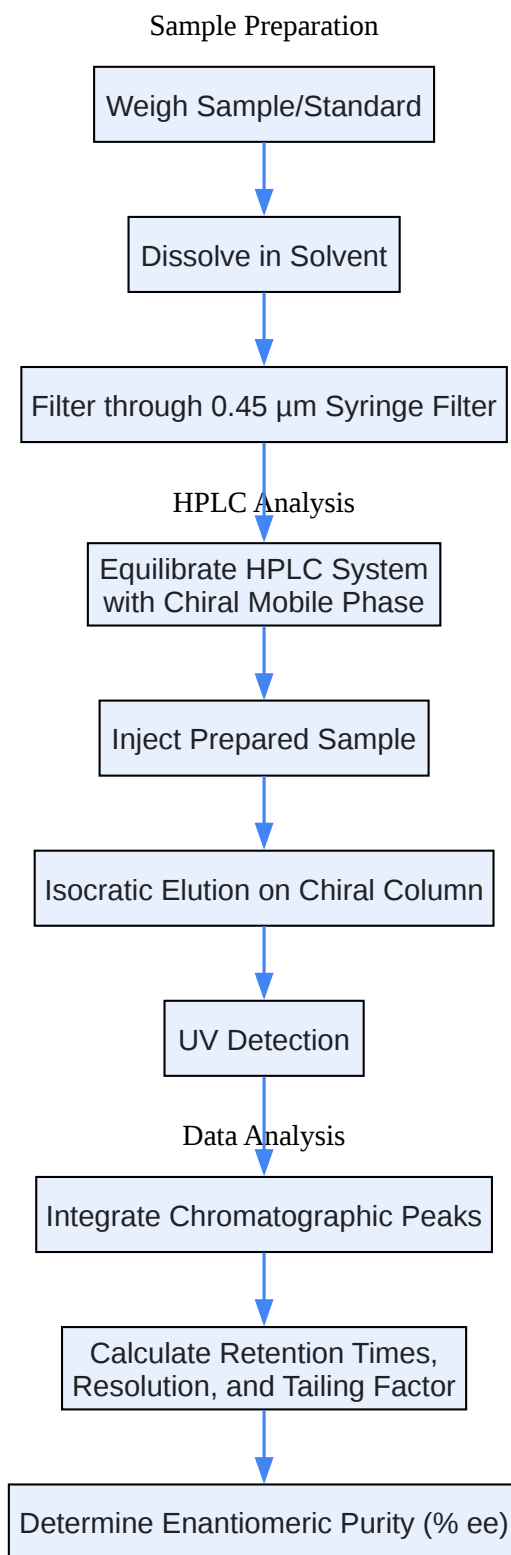 Sample Preparation
Weigh Sample/Standard
Dissolve in Solvent
Filter through 0.45 µm Syringe Filter
HPLC Analysis
Equilibrate HPLC System
with Chiral Mobile Phase
Inject Prepared Sample
Isocratic Elution on Chiral Column
UV Detection
Data Analysis
Integrate Chromatographic Peaks
Calculate Retention Times,
Resolution, and Tailing Factor
Determine Enantiomeric Purity (% ee)